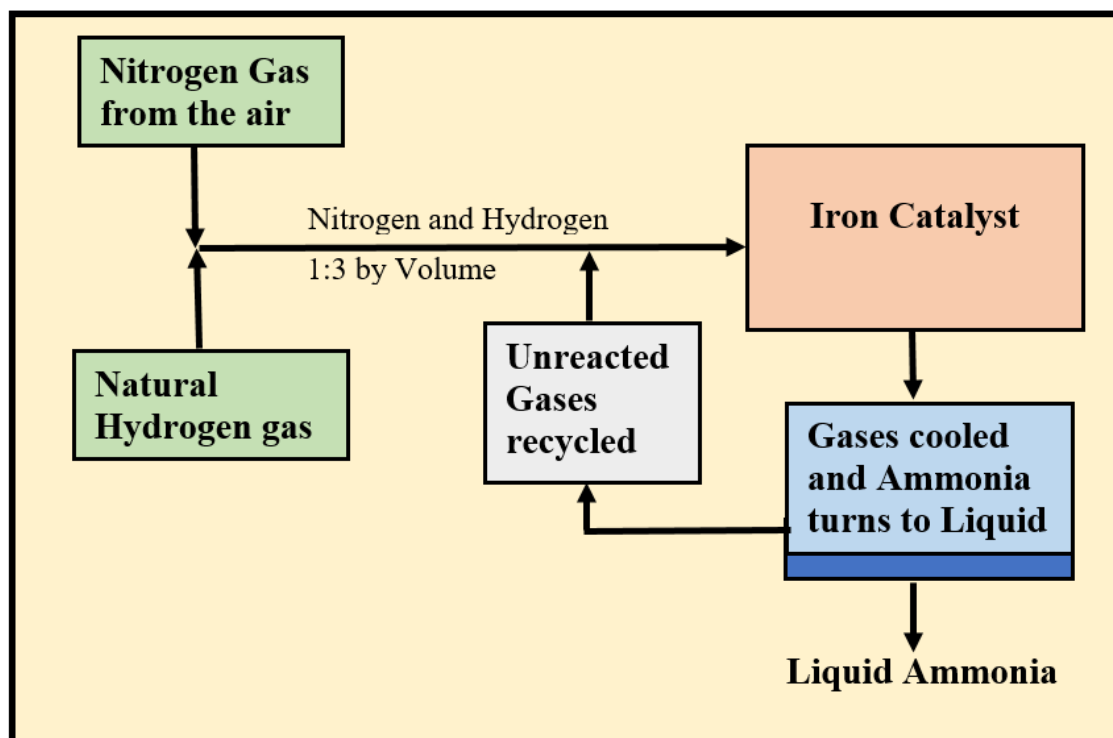 Nitrogen Gas
from the air
Nitrogen and Hydrogen
1:3 by Volume
Iron Catalyst
Natural
Hydrogen gas
Unreacted
Gases
recycled
Gases cooled
and Ammonia
turns to Liquid
Liquid Ammonia